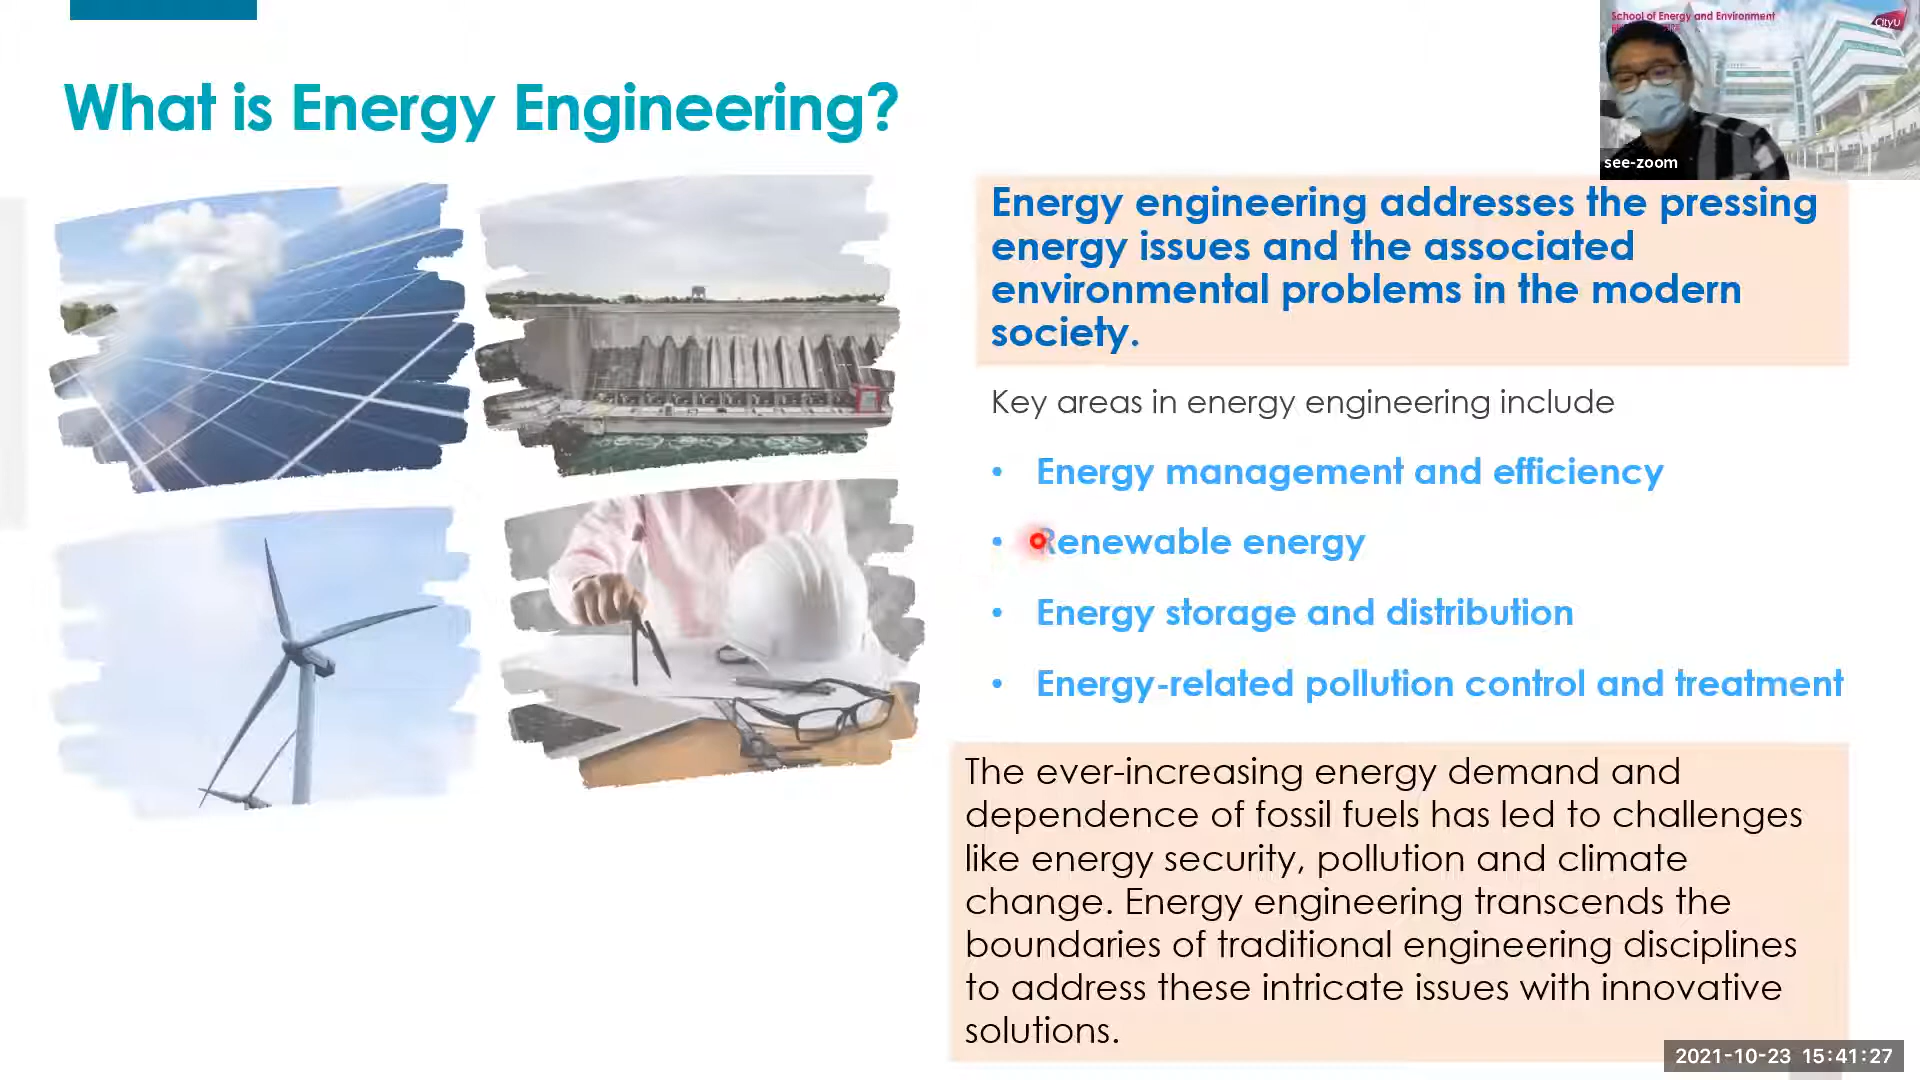 What is Energy Engineering?
School of Energy and Environment
CityU
see-zoom
Energy engineering addresses the pressing
energy issues and the associated
environmental problems in the modern
society.
Key areas in energy engineering include
• Energy management and efficiency
• Renewable energy
• Energy storage and distribution
• Energy-related pollution control and treatment
The ever-increasing energy demand and
dependence of fossil fuels has led to challenges
like energy security, pollution and climate
change. Energy engineering transcends the
boundaries of traditional engineering disciplines
to address these intricate issues with innovative
solutions.
2021-10-23 15:41:27